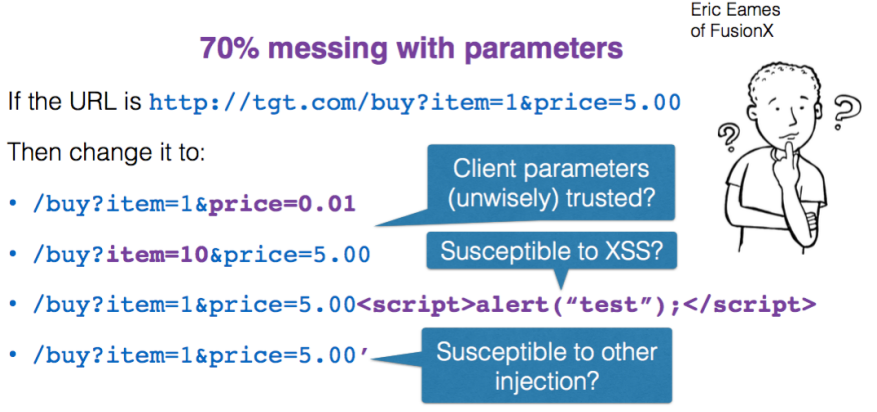 Eric Eames
of FusionX
70% messing with parameters
If the URL is http://tgt.com/buy?item=1&price=5.00
Then change it to:
• /buy?item=1&price=0.01
Client parameters
(unwisely) trusted?
• /buy?item=10&price=5.00
Susceptible to XSS?
• /buy?item=1&price=5.00<script>alert(“test”);</script>
• /buy?item=1&price=5.00’
Susceptible to other
injection?